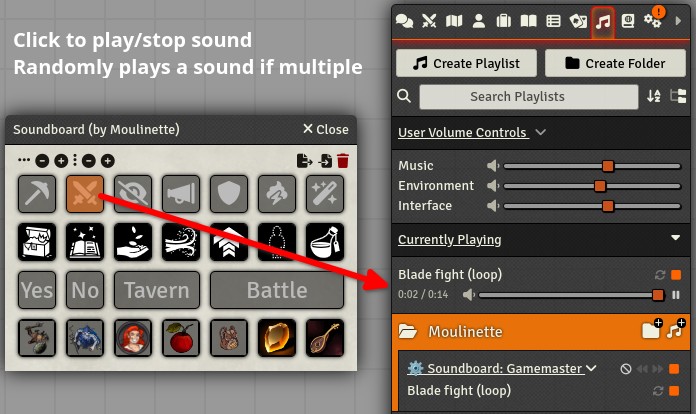 Click to play/stop sound
Randomly plays a sound if multiple
Soundboard (by Moulinette)
Close
Yes
No
Tavern
Battle
Create Playlist
Create Folder
Search Playlists
User Volume Controls
Music
Environment
Interface
Currently Playing
Blade fight (loop)
0:02 / 0:14
Moulinette
Soundboard: Gamemaster
Blade fight (loop)